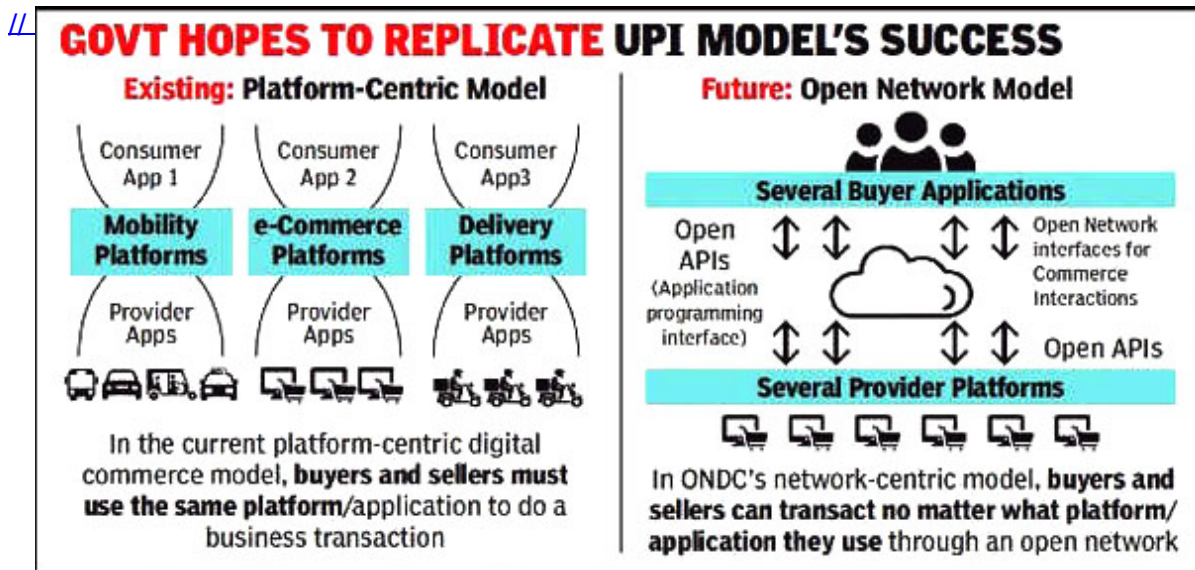 //
GOVT HOPES TO REPLICATE UPI MODEL'S SUCCESS
Existing: Platform-Centric Model
Consumer
App 1
Consumer
App 2
Consumer
App3
Mobility
Platforms
e-Commerce
Platforms
Delivery
Platforms
Provider
Apps
Provider
Apps
Provider
Apps
In the current platform-centric digital
commerce model, buyers and sellers must
use the same platform/application to do a
business transaction
Future: Open Network Model
Several Buyer Applications
Open
APIs
(Application
programming
interface)
Open Network
interfaces for
Commerce
Interactions
Open APIs
Several Provider Platforms
In ONDC's network-centric model, buyers and
sellers can transact no matter what platform/
application they use through an open network